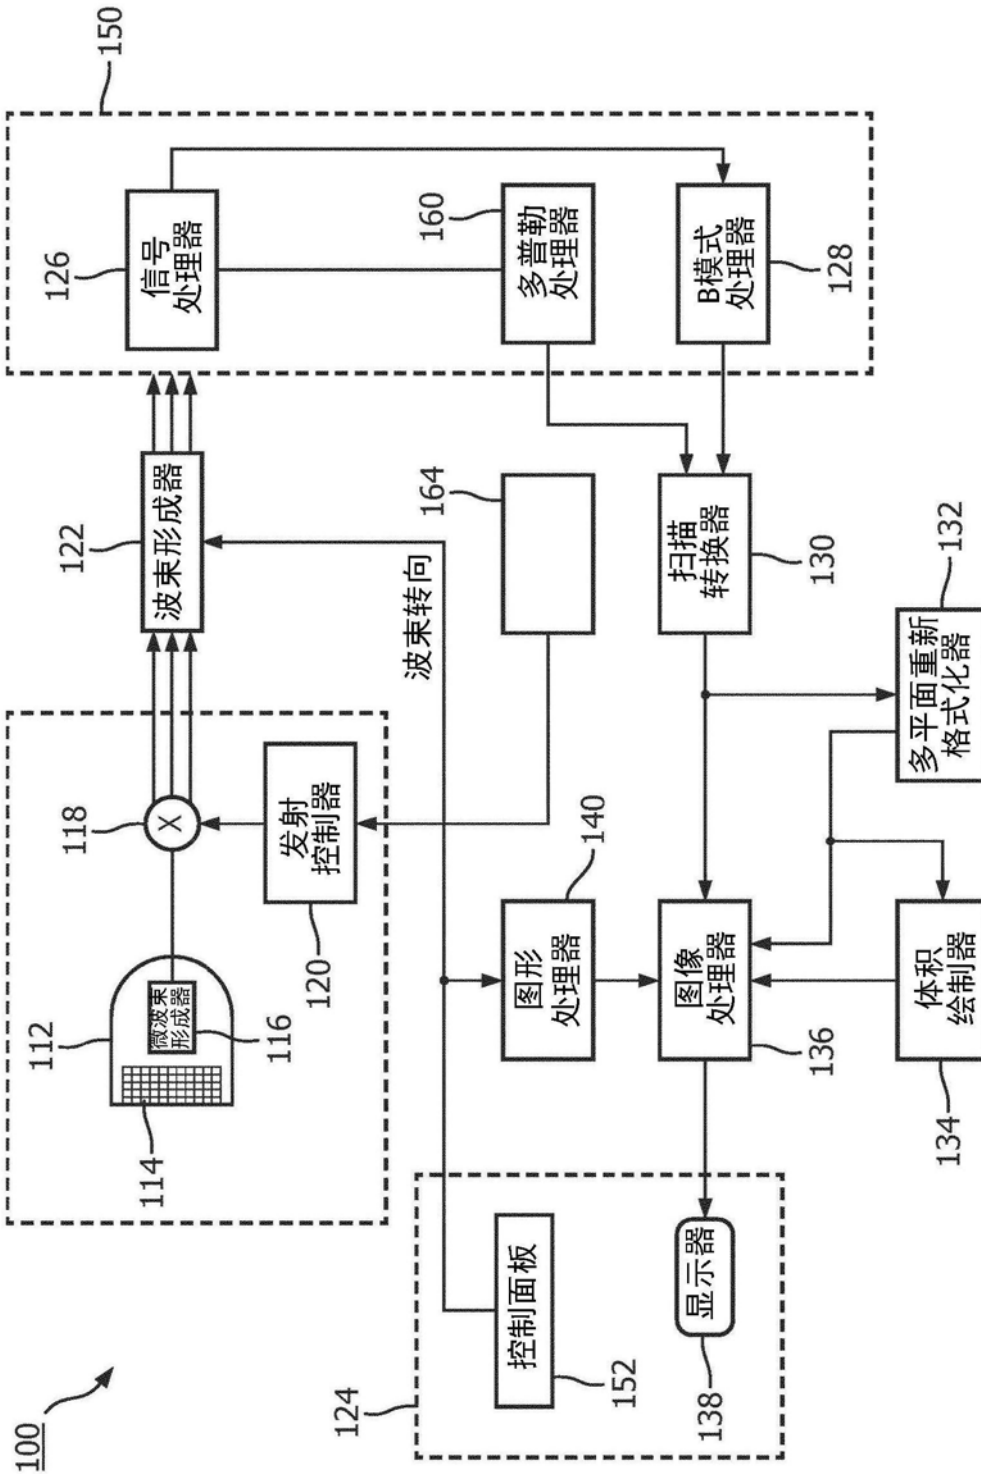 100
112
微波束
形成器
116
114
118
X
发射
控制器
120
122
波束形成器
150
126
信号
处理器
160
多普勒
处理器
B模式
处理器
128
波束转向
164
124
控制面板
152
显示器
138
图形
处理器
140
图像
处理器
136
扫描
转换器
130
体积
绘制器
134
多平面重新
格式化器
132